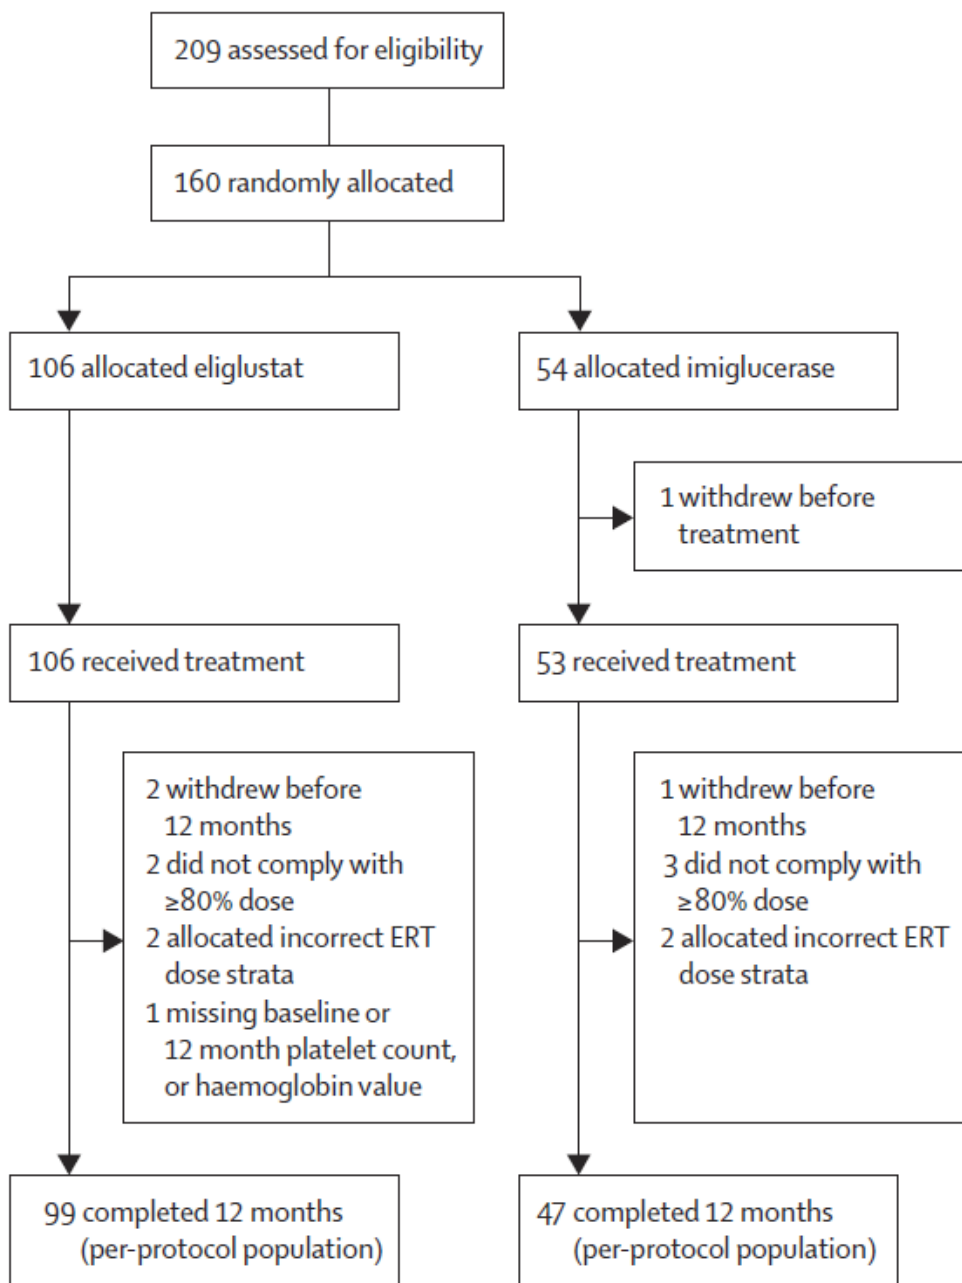 209 assessed for eligibility
160 randomly allocated
106 allocated eliglustat
54 allocated imiglucerase
1 withdrew before
treatment
106 received treatment
53 received treatment
2 withdrew before
12 months
2 did not comply with
≥80% dose
2 allocated incorrect ERT
dose strata
1 missing baseline or
12 month platelet count,
or haemoglobin value
1 withdrew before
12 months
3 did not comply with
≥80% dose
2 allocated incorrect ERT
dose strata
99 completed 12 months
(per-protocol population)
47 completed 12 months
(per-protocol population)